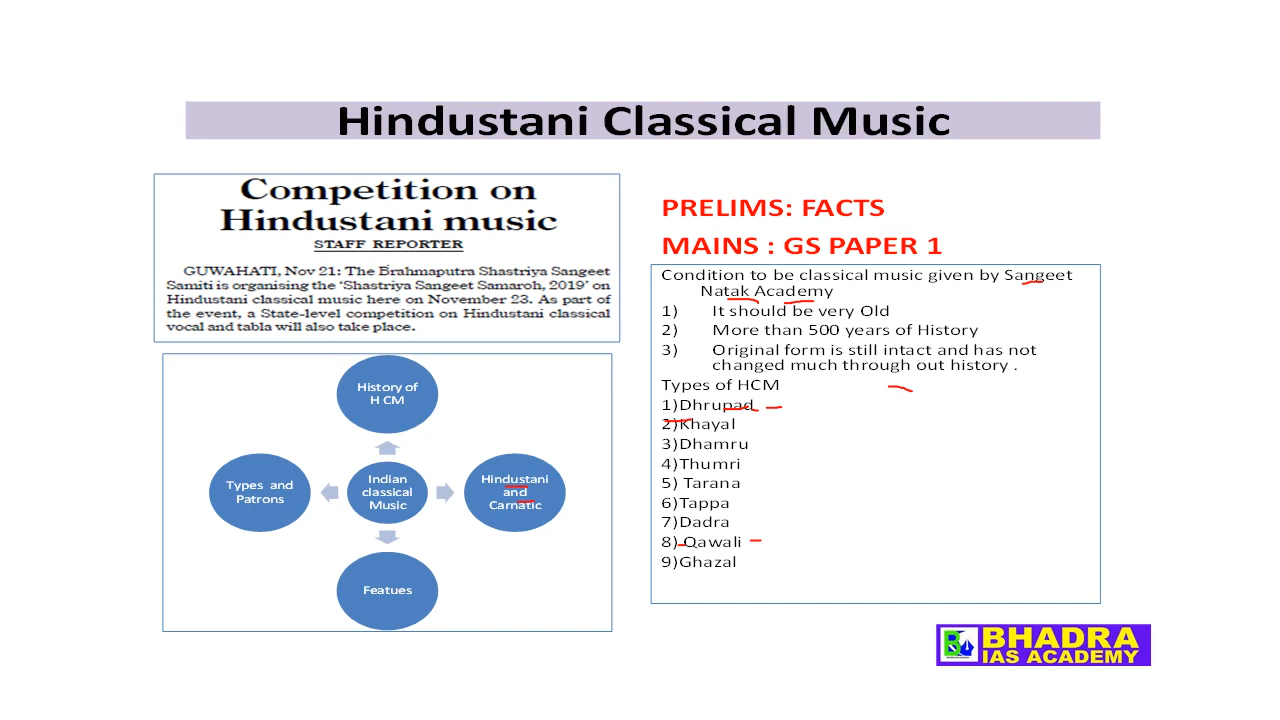 Hindustani Classical Music
Competition on
Hindustani music
STAFF REPORTER
GUWAHATI, Nov 21: The Brahmaputra Shastriya Sangeet
Samiti is organising the 'Shastriya Sangeet Samaroh, 2019' on
Hindustani classical music here on November 23. As part of
the event, a State-level competition on Hindustani classical
vocal and tabla will also take place.
History of
H CM
Types and
Patrons
Indian
classical
Music
Hindustani
and
Carnatic
Featues
PRELIMS: FACTS
MAINS : GS PAPER 1
Condition to be classical music given by Sangeet
Natak Academy
1) It should be very Old
2) More than 500 years of History
3) Original form is still intact and has not
changed much through out history .
Types of HCM
1)Dhrupad
2)Khayal
3)Dhamru
4)Thumri
5) Tarana
6)Tappa
7)Dadra
8) Qawali
9)Ghazal
BHADRA
IAS ACADEMY